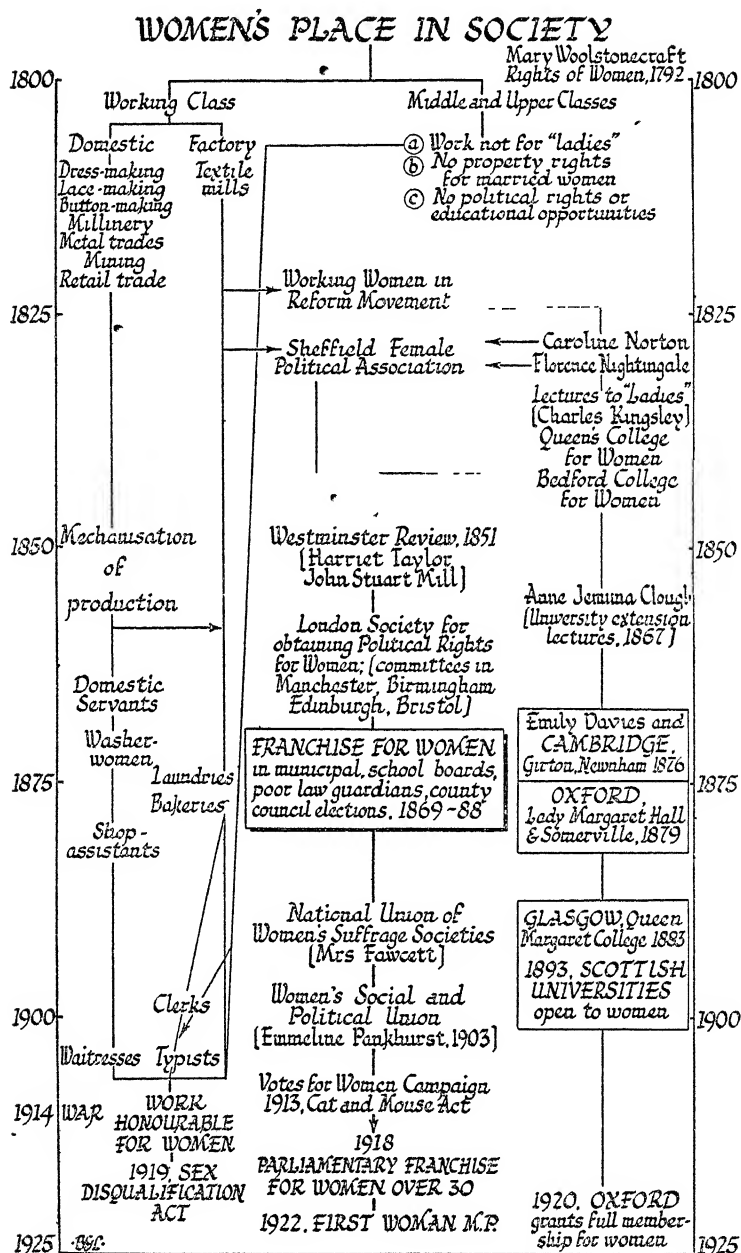 WOMEN'S PLACE IN SOCIETY
Mary Woolstonecraft
Rights of Women, 1792
1800
1800
Working Class
Middle and Upper Classes
Domestic
Dress-making
Lace-making
Button-making
Millinery
Metal trades
Mining
Retail trade
Factory
Textile
mills
ⓐ Work not for "ladies"
ⓑ No property rights
for married women
ⓒ No political rights or
educational opportunities
Working Women in
Reform Movement
1825
1825
Sheffield Female
Political Association
Caroline Norton
Florence Nightingale
Lectures to "Ladies"
[Charles Kingsley]
Queen's College
for Women
Bedford College
for Women
1850
1850
Mechanisation
of
production
Westminster Review, 1851
[Harriet Taylor
John Stuart Mill]
Anne Jemima Clough
[University extension
lectures, 1867]
London Society for
obtaining Political Rights
for Women; [committees in
Manchester, Birmingham
Edinburgh, Bristol]
Domestic
Servants
Washer-
women
Laundries
Bakeries
Shop-
assistants
1875
1875
FRANCHISE FOR WOMEN
in municipal, school boards,
poor law guardians, county
council elections, 1869-88
Emily Davies and
CAMBRIDGE,
Girton, Newnham 1876
OXFORD,
Lady Margaret Hall
& Somerville, 1879
GLASGOW, Queen
Margaret College 1883
1893, SCOTTISH
UNIVERSITIES
open to women
National Union of
Women's Suffrage Societies
[Mrs Fawcett]
Women's Social and
Political Union
[Emmeline Pankhurst, 1903]
Clerks
1900
1900
Waitresses
Typists
Votes for Women Campaign
1913, Cat and Mouse Act
1914
WAR
1914
WORK
HONOURABLE
FOR WOMEN
1919, SEX
DISQUALIFICATION
ACT
1918
PARLIAMENTARY FRANCHISE
FOR WOMEN OVER 30
1922, FIRST WOMAN M.P.
1920, OXFORD
grants full member-
ship for women
1925
1925